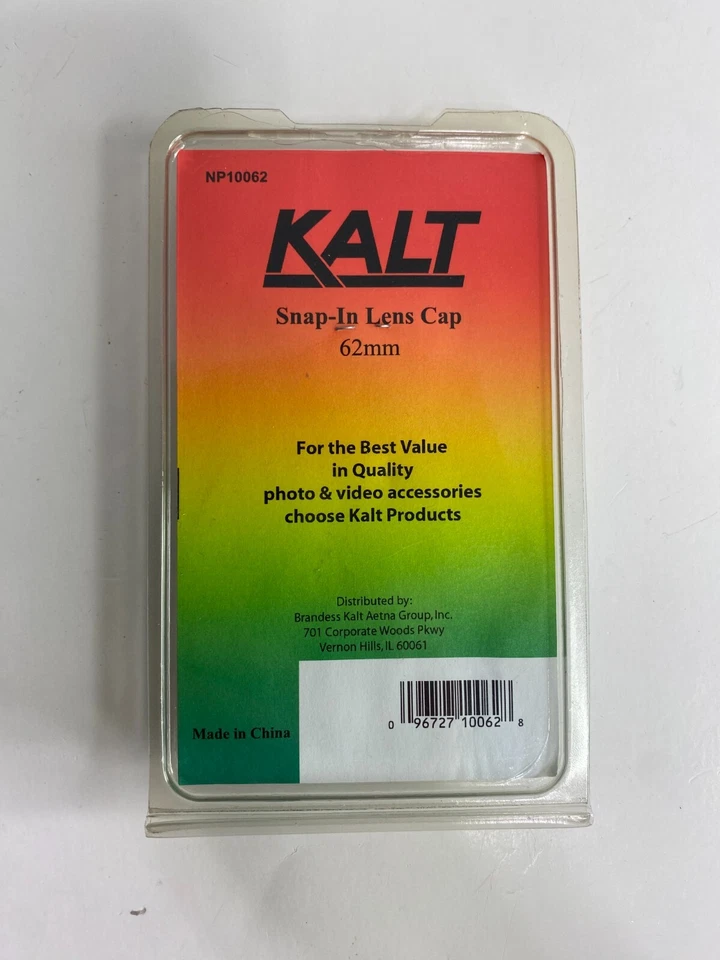 NP10062
KALT
Snap-In Lens Cap
62mm
For the Best Value
in Quality
photo & video accessories
choose Kalt Products
Distributed by:
Brandess Kalt Aetna Group, Inc.
701 Corporate Woods Pkwy
Vernon Hills, IL 60061
Made in China
0 96727 10062 8